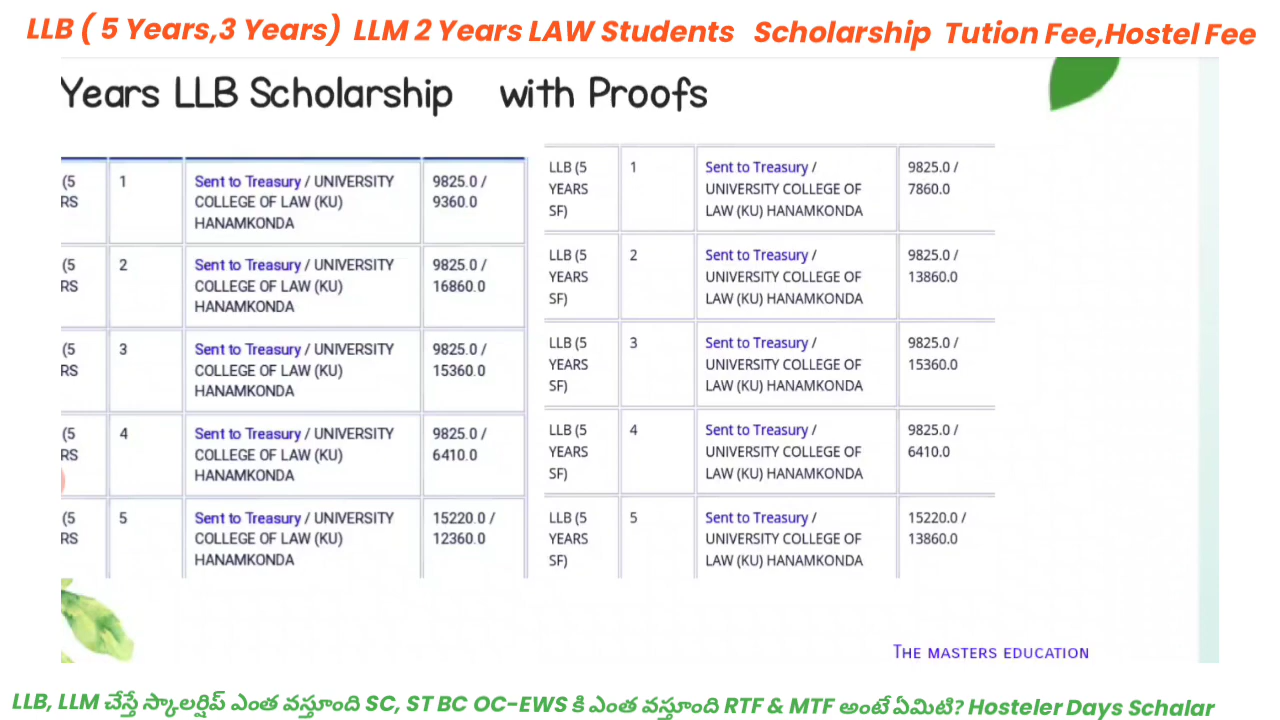 LLB ( 5 Years,3 Years) LLM 2 Years LAW Students Scholarship Tution Fee,Hostel Fee
Years LLB Scholarship with Proofs
(5
RS
1
Sent to Treasury / UNIVERSITY
COLLEGE OF LAW (KU)
HANAMKONDA
9825.0 /
9360.0
(5
RS
2
Sent to Treasury / UNIVERSITY
COLLEGE OF LAW (KU)
HANAMKONDA
9825.0 /
16860.0
(5
RS
3
Sent to Treasury / UNIVERSITY
COLLEGE OF LAW (KU)
HANAMKONDA
9825.0 /
15360.0
(5
RS
4
Sent to Treasury / UNIVERSITY
COLLEGE OF LAW (KU)
HANAMKONDA
9825.0 /
6410.0
(5
RS
5
Sent to Treasury / UNIVERSITY
COLLEGE OF LAW (KU)
HANAMKONDA
15220.0 /
12360.0
LLB (5
YEARS
SF)
1
Sent to Treasury /
UNIVERSITY COLLEGE OF
LAW (KU) HANAMKONDA
9825.0 /
7860.0
LLB (5
YEARS
SF)
2
Sent to Treasury /
UNIVERSITY COLLEGE OF
LAW (KU) HANAMKONDA
9825.0 /
13860.0
LLB (5
YEARS
SF)
3
Sent to Treasury /
UNIVERSITY COLLEGE OF
LAW (KU) HANAMKONDA
9825.0 /
15360.0
LLB (5
YEARS
SF)
4
Sent to Treasury /
UNIVERSITY COLLEGE OF
LAW (KU) HANAMKONDA
9825.0 /
6410.0
LLB (5
YEARS
SF)
5
Sent to Treasury /
UNIVERSITY COLLEGE OF
LAW (KU) HANAMKONDA
15220.0 /
13860.0
THE MASTERS EDUCATION
LLB, LLM చేస్తే స్కాలర్షిప్ ఎంత వస్తూంది SC, ST BC OC-EWS కి ఎంత వస్తూంది RTF & MTF అంటే ఏమిటి? Hosteler Days Schalar